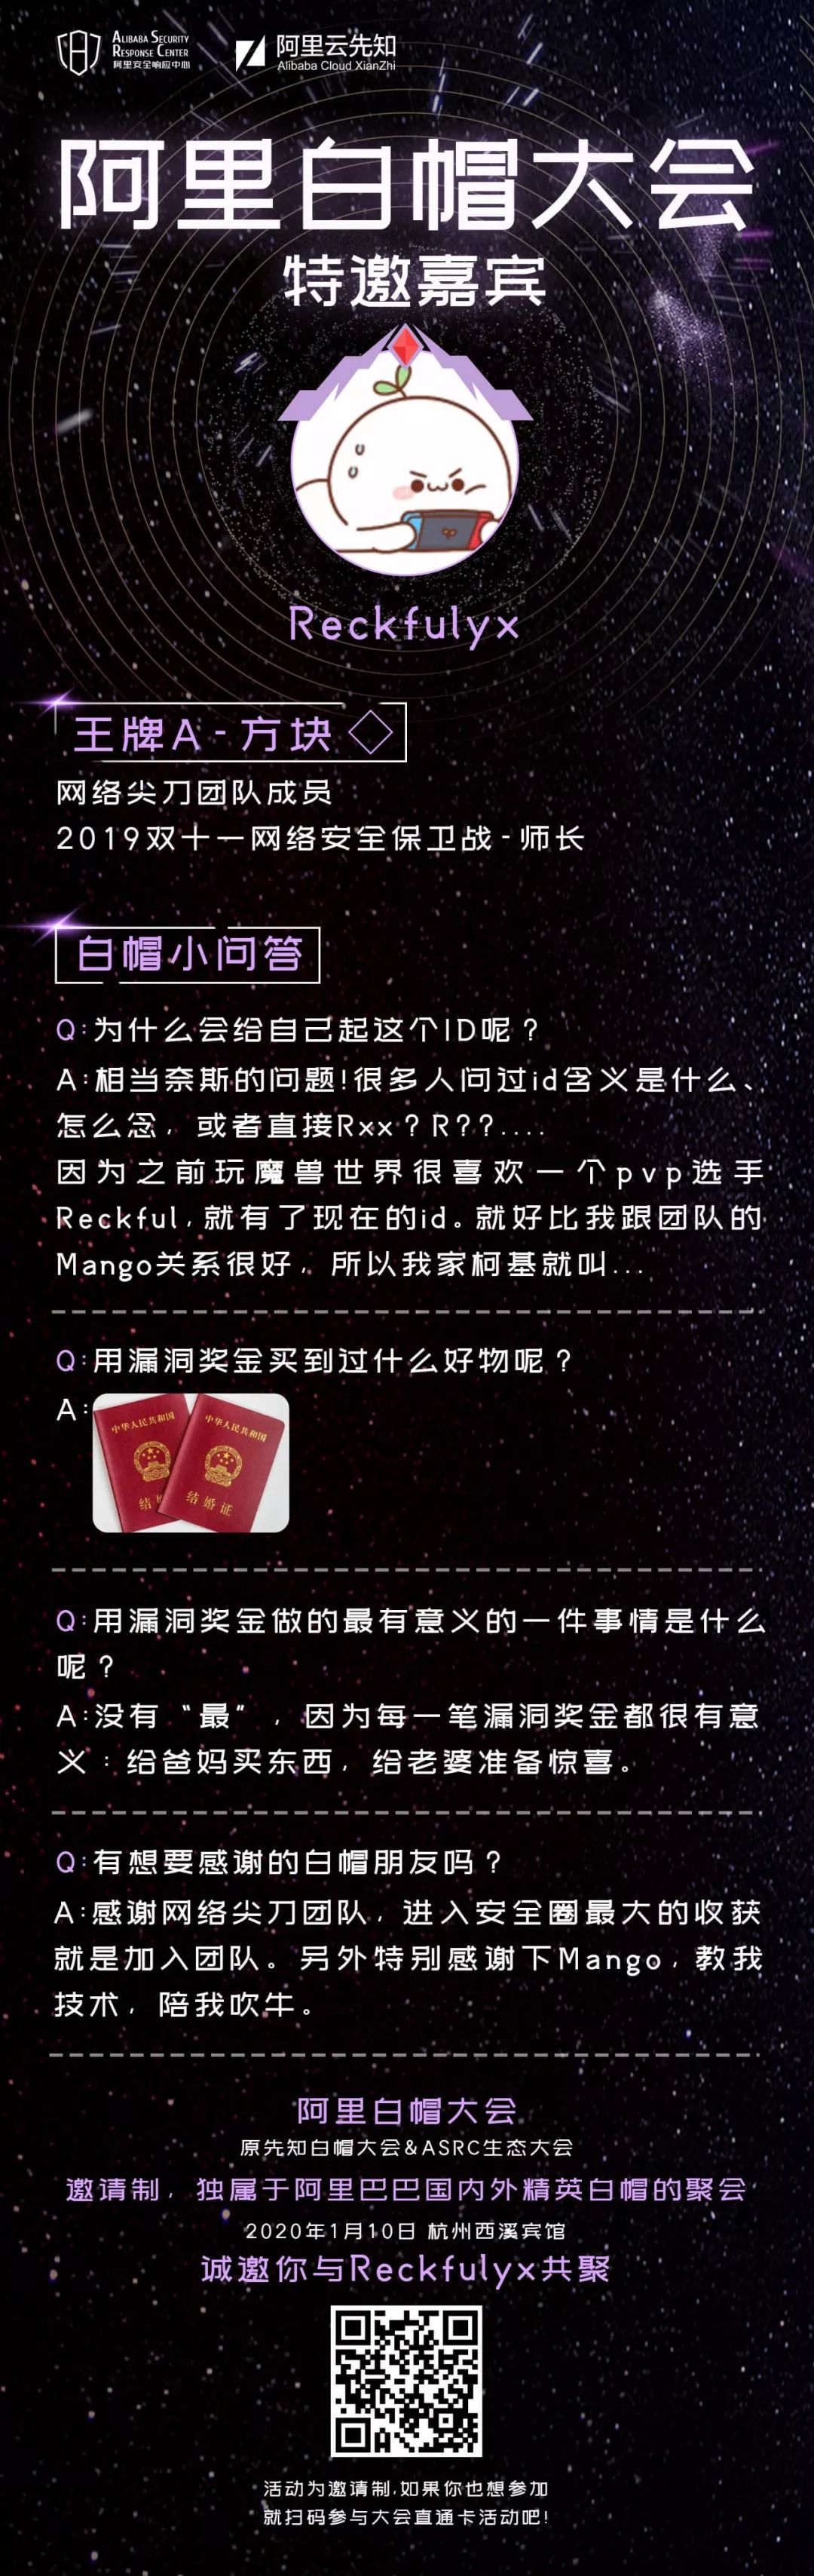 ALIBABA SECURITY
RESPONSE CENTER
阿里安全响应中心
阿里云先知
Alibaba Cloud XianZhi
阿里白帽大会
特邀嘉宾
Reckfulyx
王牌A-方块
网络尖刀团队成员
2019双十一网络安全保卫战-师长
白帽小问答
Q:为什么会给自己起这个ID呢？
A:相当奈斯的问题!很多人问过id含义是什么、
怎么念，或者直接Rxx？R??....
因为之前玩魔兽世界很喜欢一个pvp选手
Reckful,就有了现在的id。就好比我跟团队的
Mango关系很好，所以我家柯基就叫...
Q:用漏洞奖金买到过什么好物呢？
A:
中华人民共和国
结婚
中华人民共和国
结婚证
Q:用漏洞奖金做的最有意义的一件事情是什么
呢？
A:没有“最”，因为每一笔漏洞奖金都很有意
义：给爸妈买东西，给老婆准备惊喜。
Q:有想要感谢的白帽朋友吗？
A:感谢网络尖刀团队，进入安全圈最大的收获
就是加入团队。另外特别感谢下Mango，教我
技术，陪我吹牛。
阿里白帽大会
原先知白帽大会&ASRC生态大会
邀请制，独属于阿里巴巴国内外精英白帽的聚会
2020年1月10日 杭州西溪宾馆
诚邀你与Reckfulyx共聚
活动为邀请制,如果你也想参加
就扫码参与大会直通卡活动吧!